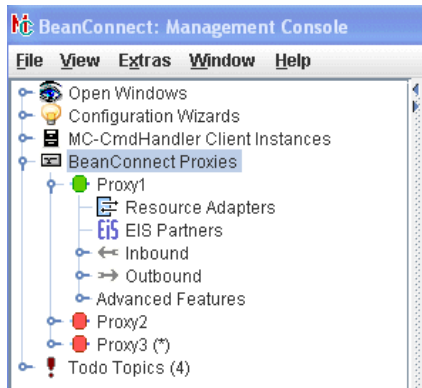 BeanConnect: Management Console
File View Extras Window Help
Open Windows
Configuration Wizards
MC-CmdHandler Client Instances
BeanConnect Proxies
Proxy1
Resource Adapters
EIS EIS Partners
Inbound
Outbound
Advanced Features
Proxy2
Proxy3 (*)
Todo Topics (4)